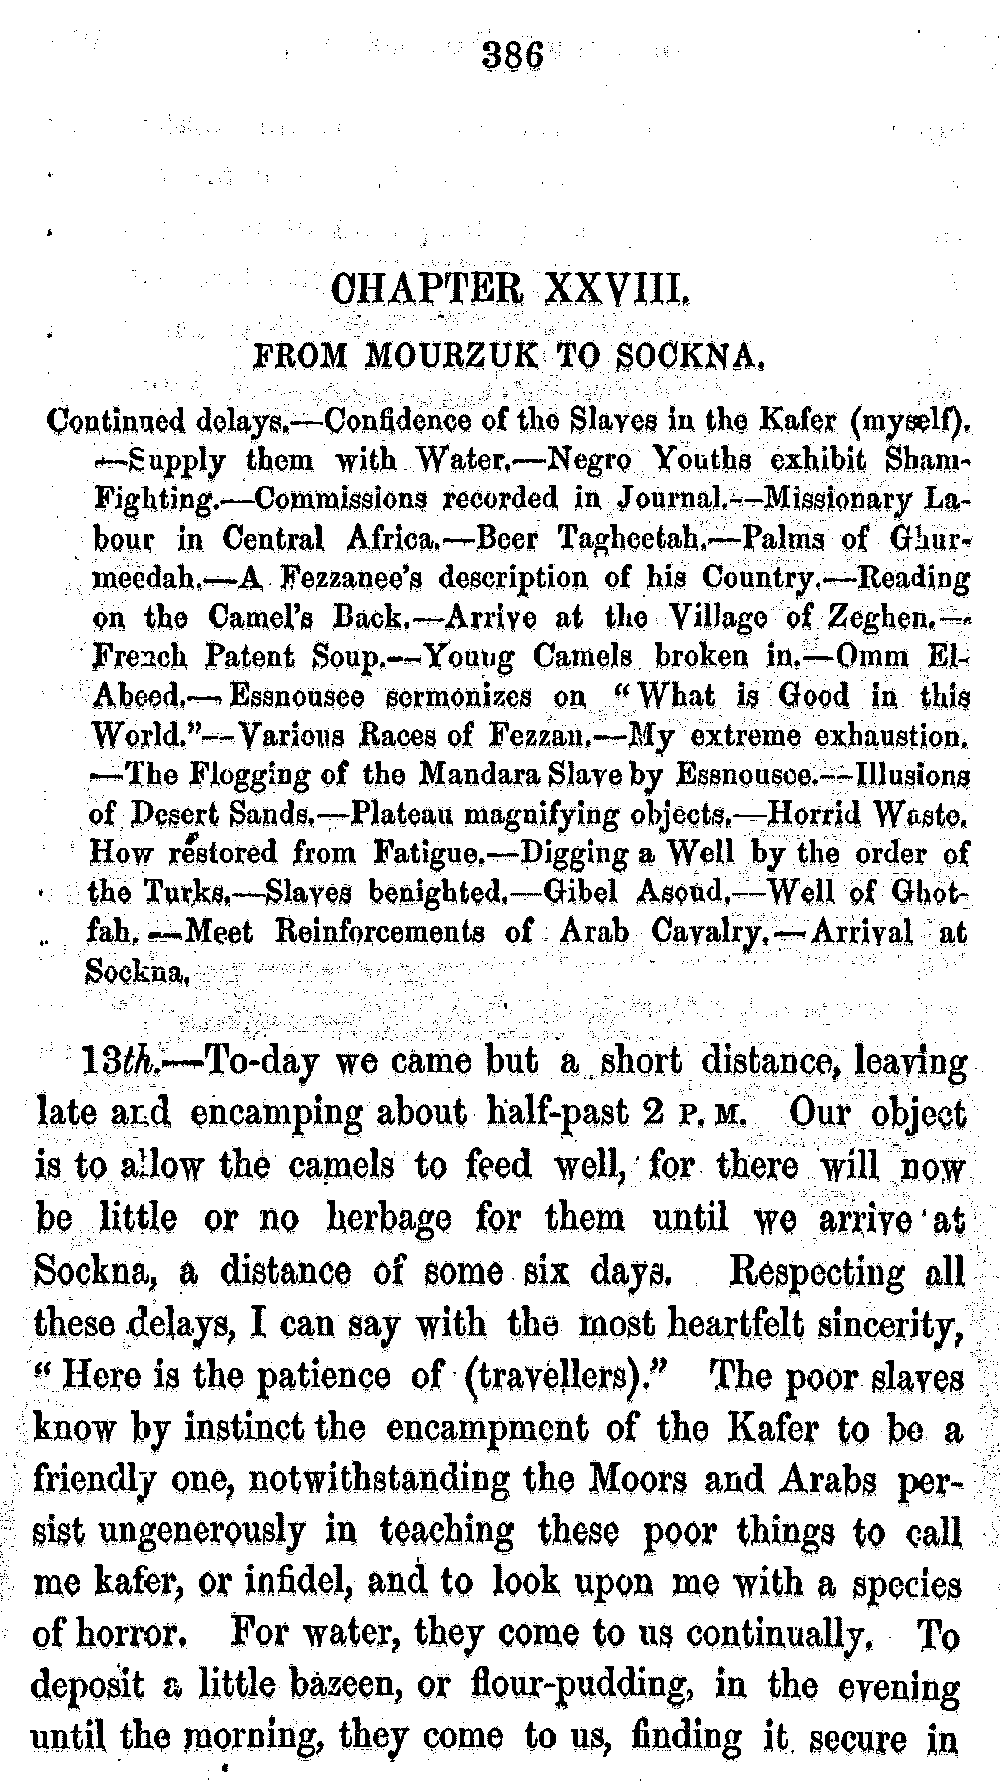 386
CHAPTER XXVIII.
FROM MOURZUK TO SOCKNA.
Continued delays.—Confidence of the Slaves in the Kafer (myself).
—Supply them with Water.—Negro Youths exhibit Sham-
Fighting.—Commissions recorded in Journal.—Missionary La-
bour in Central Africa.—Beer Tagheetah.—Palms of Ghur-
meedah.—A Fezzanee's description of his Country.—Reading
on the Camel's Back.—Arrive at the Village of Zeghen.—
French Patent Soup.—Young Camels broken in.—Omm El-
Abeed.—Essnousee sermonizes on "What is Good in this
World."—Various Races of Fezzan.—My extreme exhaustion.
—The Flogging of the Mandara Slave by Essnousee.—Illusions
of Desert Sands.—Plateau magnifying objects.—Horrid Waste.
How restored from Fatigue.—Digging a Well by the order of
the Turks.—Slaves benighted.—Gibel Asoud.—Well of Ghot-
fah.—Meet Reinforcements of Arab Cavalry.—Arrival at
Sockna.
13th.—To-day we came but a short distance, leaving
late and encamping about half-past 2 P.M. Our object
is to allow the camels to feed well, for there will now
be little or no herbage for them until we arrive at
Sockna, a distance of some six days. Respecting all
these delays, I can say with the most heartfelt sincerity,
"Here is the patience of (travellers)." The poor slaves
know by instinct the encampment of the Kafer to be a
friendly one, notwithstanding the Moors and Arabs per-
sist ungenerously in teaching these poor things to call
me kafer, or infidel, and to look upon me with a species
of horror. For water, they come to us continually. To
deposit a little bazeen, or flour-pudding, in the evening
until the morning, they come to us, finding it secure in